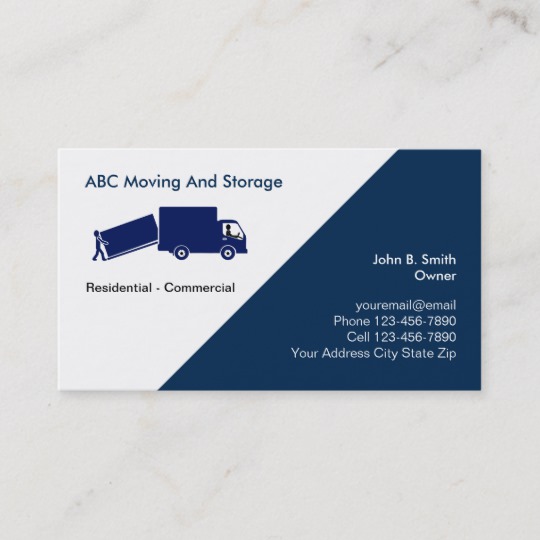 ABC Moving And Storage
Residential - Commercial
John B. Smith
Owner
youremail@email
Phone 123-456-7890
Cell 123-456-7890
Your Address City State Zip